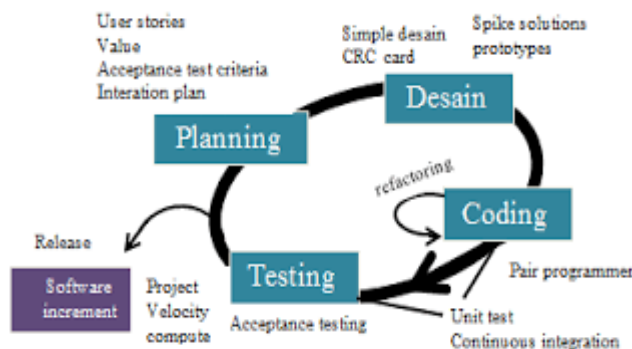 User stories
Value
Acceptance test criteria
Interation plan
Simple desain
CRC card
Spike solutions
prototypes
Desain
Planning
refactoring
Coding
Release
Software
increment
Project
Velocity
compute
Testing
Acceptance testing
Pair programmer
Unit test
Continuous integration